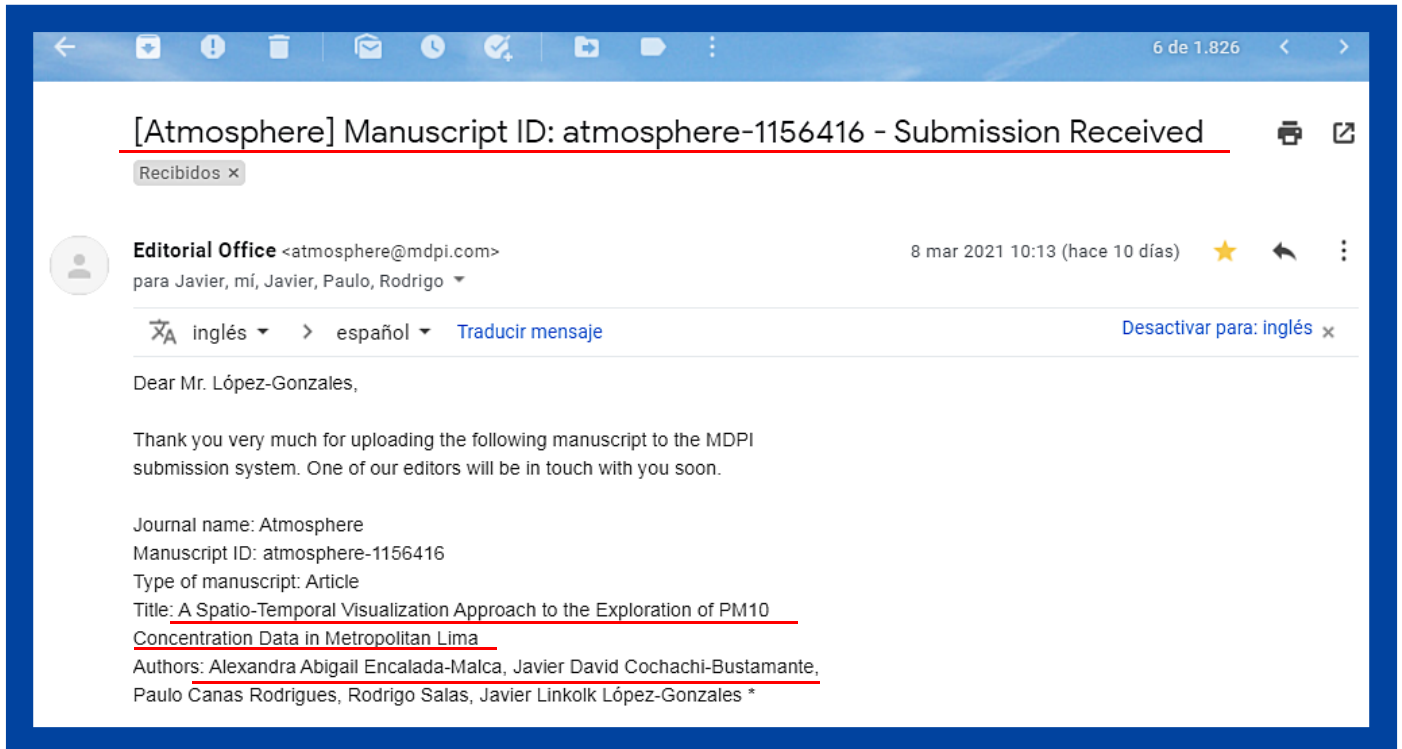 6 de 1.826
[Atmosphere] Manuscript ID: atmosphere-1156416 - Submission Received
Recibidos ×
Editorial Office <atmosphere@mdpi.com>
8 mar 2021 10:13 (hace 10 días)
para Javier, mí, Javier, Paulo, Rodrigo
inglés > español Traducir mensaje
Desactivar para: inglés ×
Dear Mr. López-Gonzales,
Thank you very much for uploading the following manuscript to the MDPI
submission system. One of our editors will be in touch with you soon.
Journal name: Atmosphere
Manuscript ID: atmosphere-1156416
Type of manuscript: Article
Title: A Spatio-Temporal Visualization Approach to the Exploration of PM10
Concentration Data in Metropolitan Lima
Authors: Alexandra Abigail Encalada-Malca, Javier David Cochachi-Bustamante,
Paulo Canas Rodrigues, Rodrigo Salas, Javier Linkolk López-Gonzales *